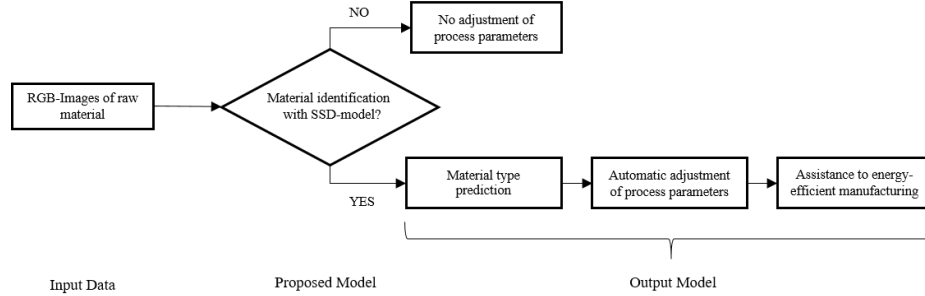 NO
No adjustment of
process parameters
RGB-Images of raw
material
Material identification
with SSD-model?
YES
Material type
prediction
Automatic adjustment
of process parameters
Assistance to energy-
efficient manufacturing
Input Data
Proposed Model
Output Model